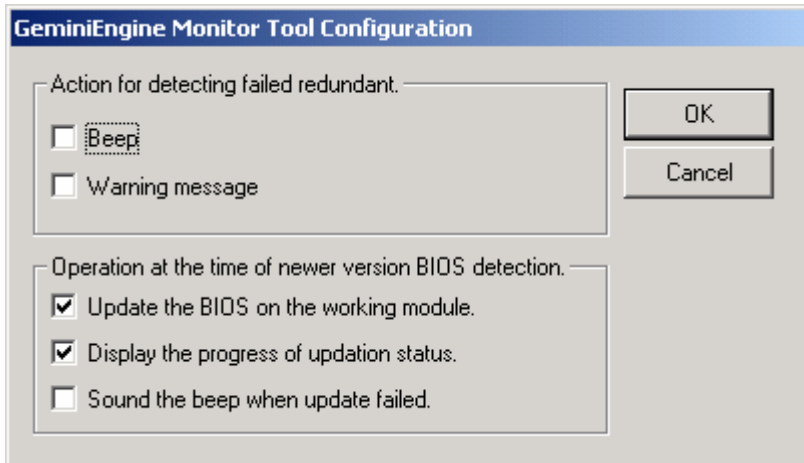 GeminiEngine Monitor Tool Configuration
Action for detecting failed redundant.
Beep
Warning message
OK
Cancel
Operation at the time of newer version BIOS detection.
Update the BIOS on the working module.
Display the progress of updation status.
Sound the beep when update failed.